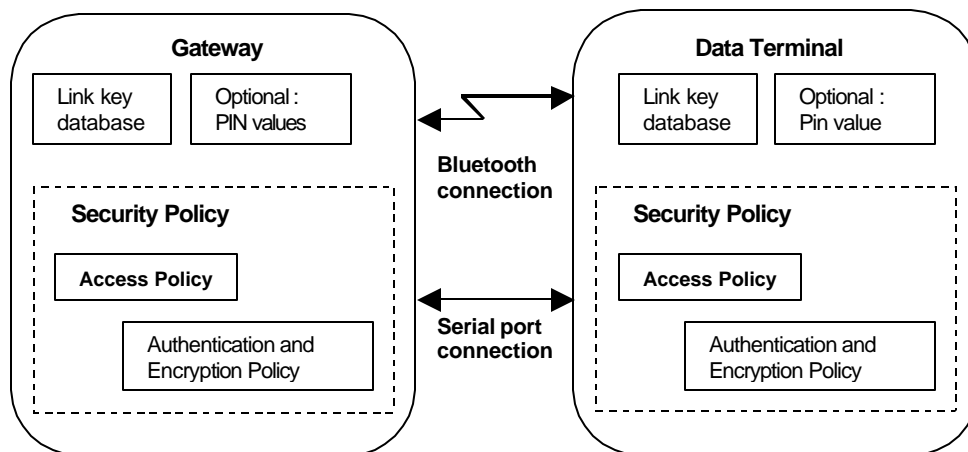 Gateway
Link key
database
Optional :
PIN values
Security Policy
Access Policy
Authentication and
Encryption Policy
Bluetooth
connection
Serial port
connection
Data Terminal
Link key
database
Optional :
Pin value
Security Policy
Access Policy
Authentication and
Encryption Policy